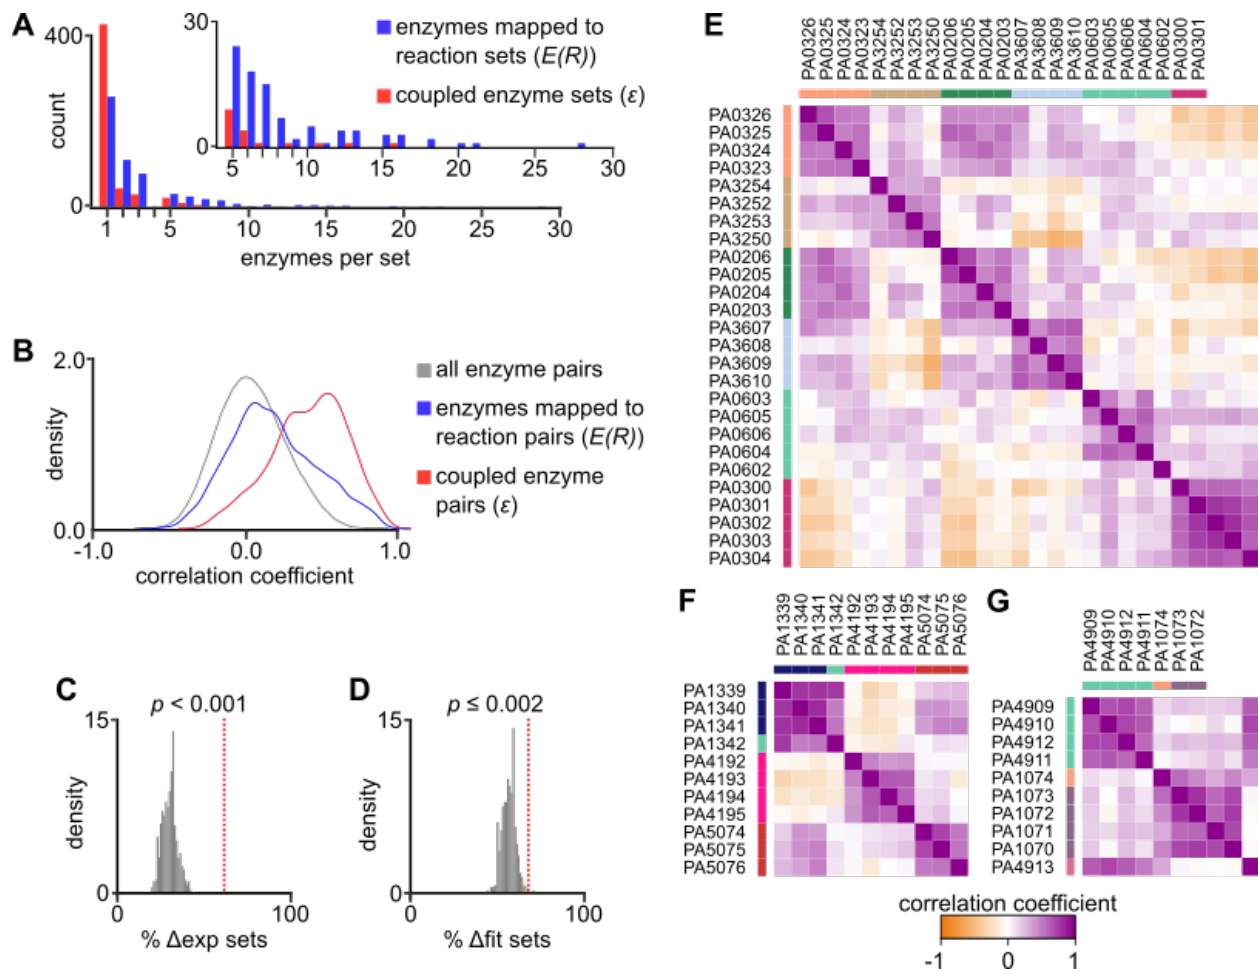 A
400
count
0
1
5
10
15
20
25
30
enzymes per set
30
0
5
10
15
20
25
30
enzymes mapped to
reaction sets (E(R))
coupled enzyme sets (ε)
B
2.0
density
0.0
-1.0
0.0
1.0
correlation coefficient
all enzyme pairs
enzymes mapped to
reaction pairs (E(R))
coupled enzyme
pairs (ε)
C
p < 0.001
15
density
0
0
100
% Δexp sets
D
p ≤ 0.002
15
density
0
0
100
% Δfit sets
E
PA0326
PA0325
PA0324
PA0323
PA3254
PA3252
PA3253
PA3250
PA0206
PA0205
PA0204
PA0203
PA3607
PA3608
PA3609
PA3610
PA0603
PA0605
PA0606
PA0604
PA0602
PA0300
PA0301
PA0326
PA0325
PA0324
PA0323
PA3254
PA3252
PA3253
PA3250
PA0206
PA0205
PA0204
PA0203
PA3607
PA3608
PA3609
PA3610
PA0603
PA0605
PA0606
PA0604
PA0602
PA0300
PA0301
PA0302
PA0303
PA0304
F
PA1339
PA1340
PA1341
PA1342
PA4192
PA4193
PA4194
PA4195
PA5074
PA5075
PA5076
PA1339
PA1340
PA1341
PA1342
PA4192
PA4193
PA4194
PA4195
PA5074
PA5075
PA5076
G
PA4909
PA4910
PA4912
PA4911
PA1074
PA1073
PA1072
PA4909
PA4910
PA4912
PA4911
PA1074
PA1073
PA1072
PA1071
PA1070
PA4913
correlation coefficient
-1
0
1